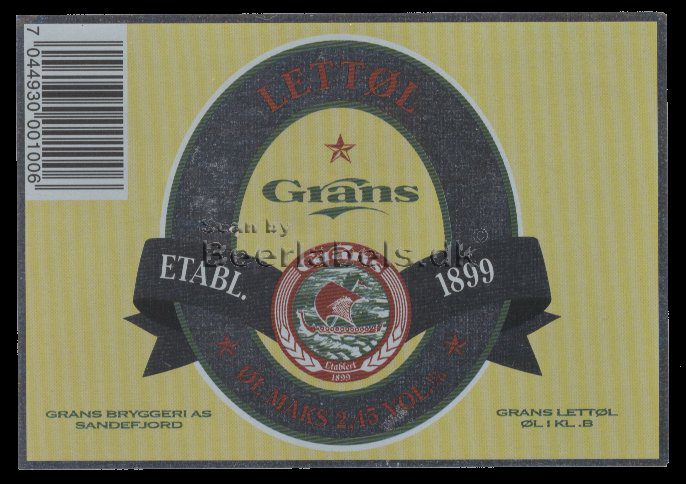 7 044930 001006
LETTØL
Grans
Scan by
Beerlabels.dk
©
ETABL.
1899
GRANS
Etablert
1899
ØL MAKS 2,45 VOL.%
GRANS BRYGGERI AS
SANDEFJORD
GRANS LETTØL
ØL I KL.B